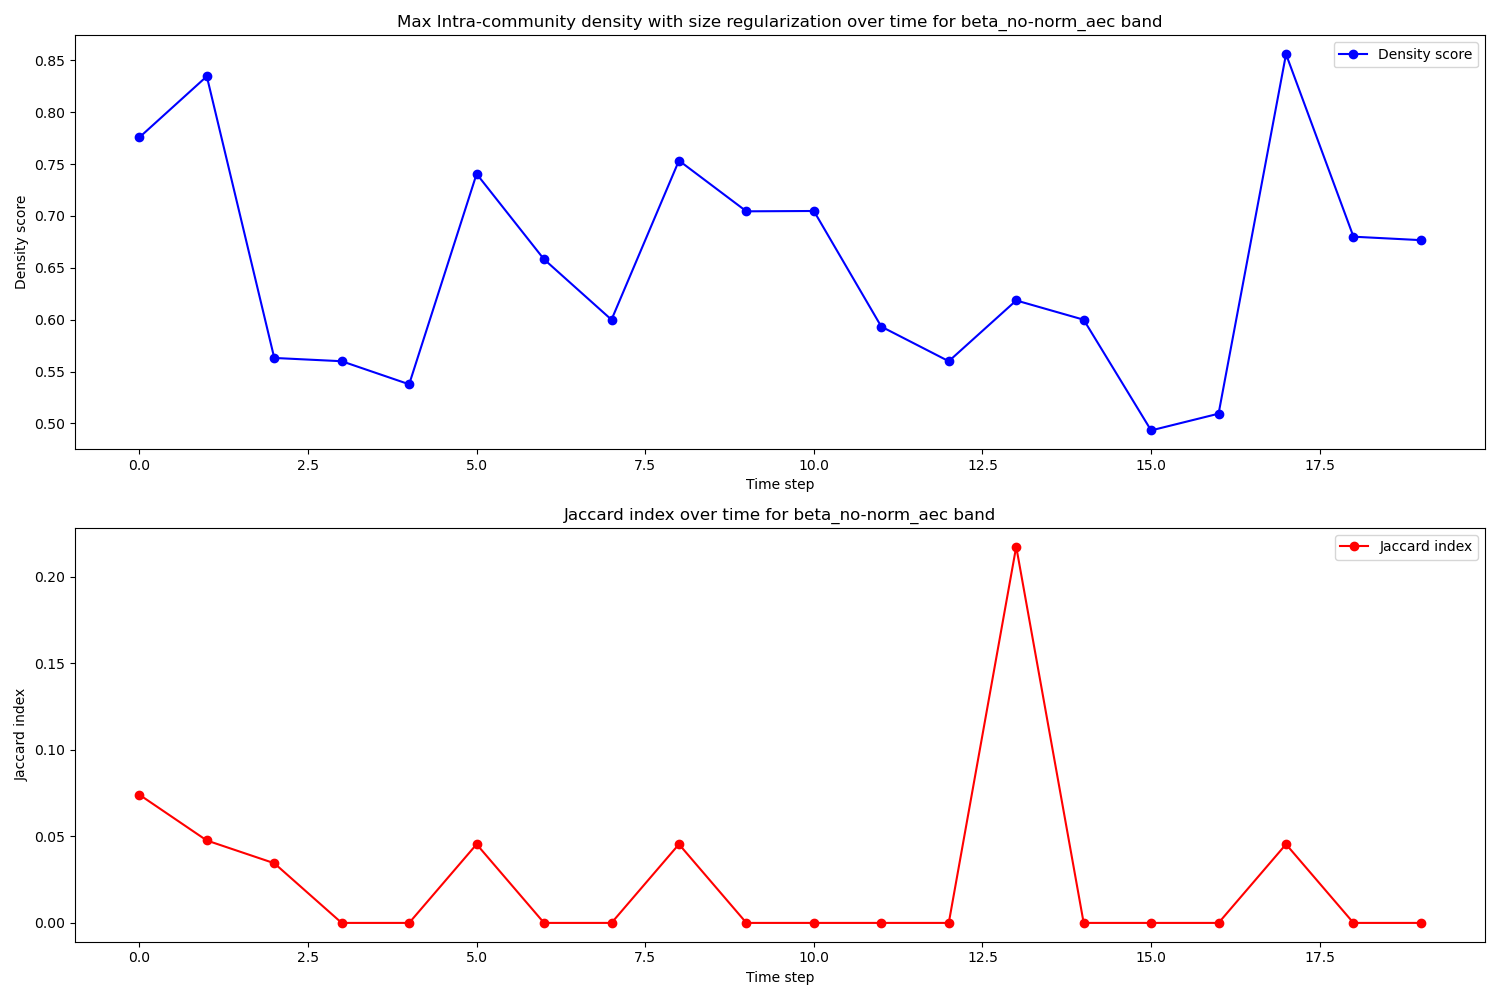 Max Intra-community density with size regularization over time for beta_no-norm_aec band
Density score
0.85
0.80
0.75
0.70
0.65
0.60
0.55
0.50
Density score
0.0 2.5 5.0 7.5 10.0 12.5 15.0 17.5
Time step
Jaccard index over time for beta_no-norm_aec band
Jaccard index
0.20
0.15
0.10
0.05
0.00
Jaccard index
0.0 2.5 5.0 7.5 10.0 12.5 15.0 17.5
Time step